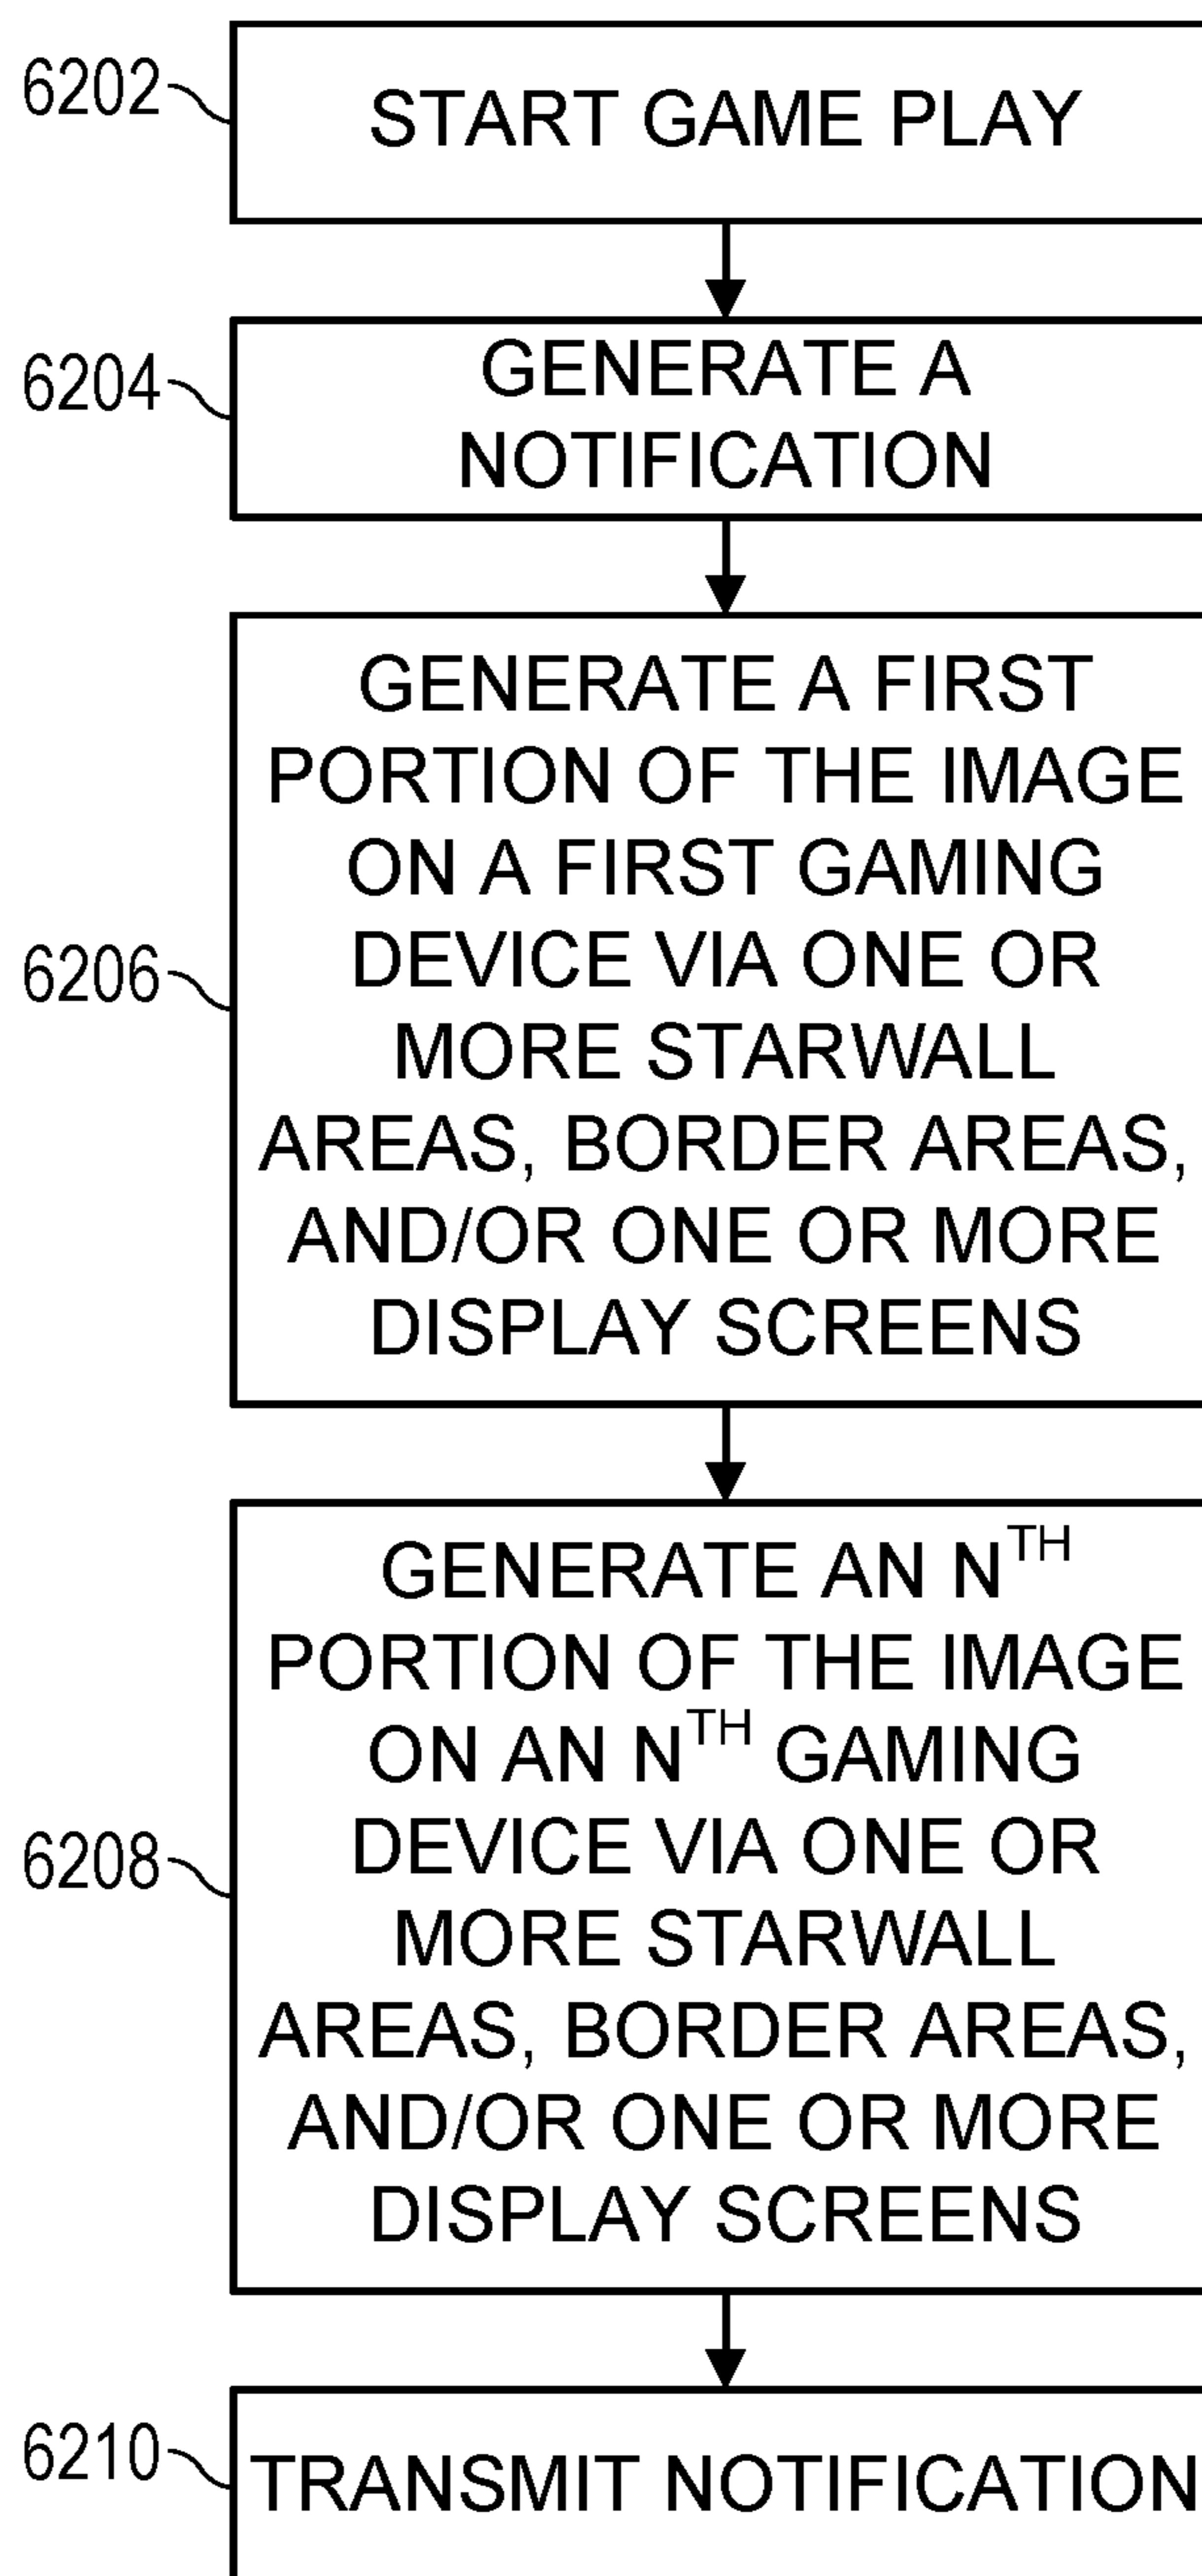 6202
START GAME PLAY
6204
GENERATE A
NOTIFICATION
6206
GENERATE A FIRST
PORTION OF THE IMAGE
ON A FIRST GAMING
DEVICE VIA ONE OR
MORE STARWALL
AREAS, BORDER AREAS,
AND/OR ONE OR MORE
DISPLAY SCREENS
6208
GENERATE AN NTH
PORTION OF THE IMAGE
ON AN NTH GAMING
DEVICE VIA ONE OR
MORE STARWALL
AREAS, BORDER AREAS,
AND/OR ONE OR MORE
DISPLAY SCREENS
6210
TRANSMIT NOTIFICATION